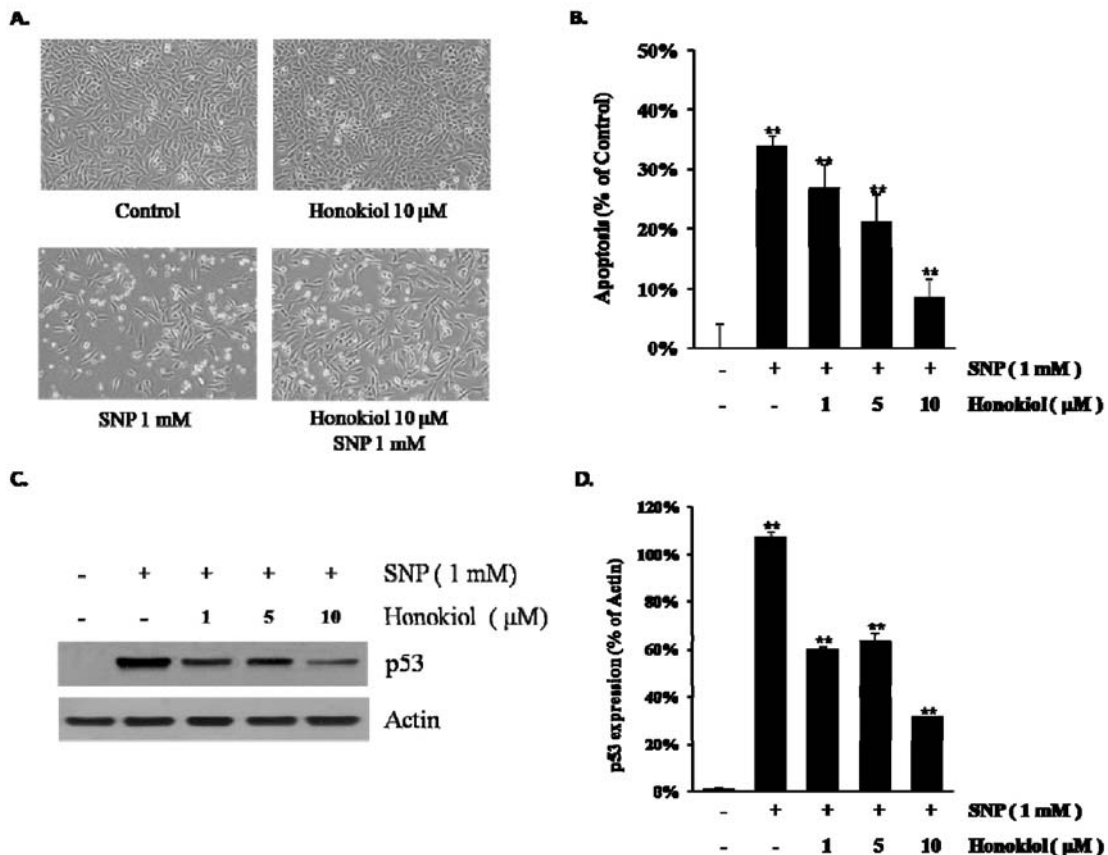 A.
Control
Honokiol 10 μM
SNP 1 mM
Honokiol 10 μM
SNP 1 mM
B.
50%
40%
30%
20%
10%
0%
Apoptosis (% of Control)
** ** ** **
- + + + + SNP ( 1 mM )
- - 1 5 10 Honokiol ( μM)
C.
- + + + + SNP ( 1 mM)
- - 1 5 10 Honokiol ( μM)
p53
Actin
D.
120%
100%
80%
60%
40%
20%
0%
p53 expression (% of Actin)
** ** ** **
- + + + + SNP ( 1 mM )
- - 1 5 10 Honokiol ( μM)